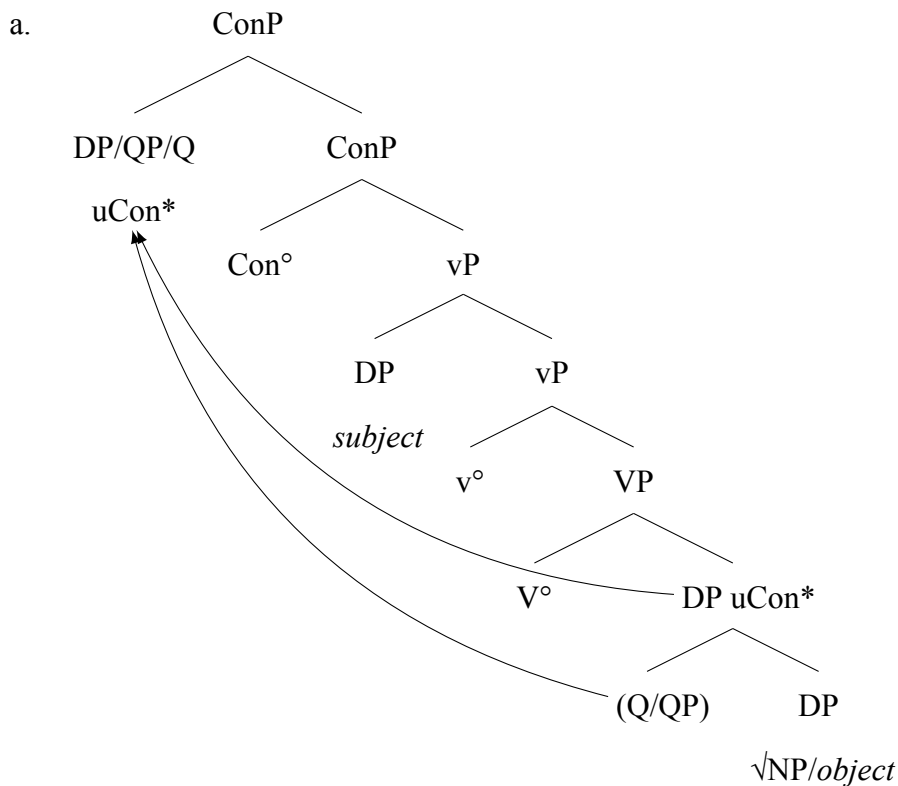 a. ConP
DP/QP/Q ConP
uCon*
Con° vP
DP vP
subject
v° VP
V° DP uCon*
(Q/QP) DP
√NP/object